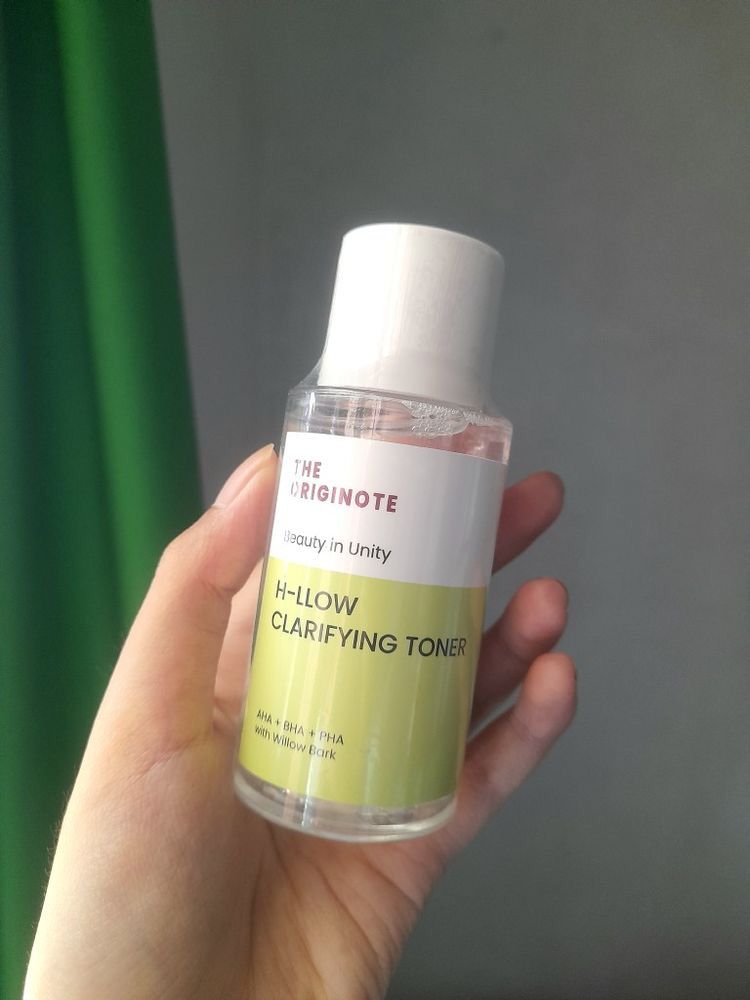 THE
ORIGINOTE
Beauty in Unity
H-LLOW
CLARIFYING TONER
AHA + BHA + PHA
with Willow Bark